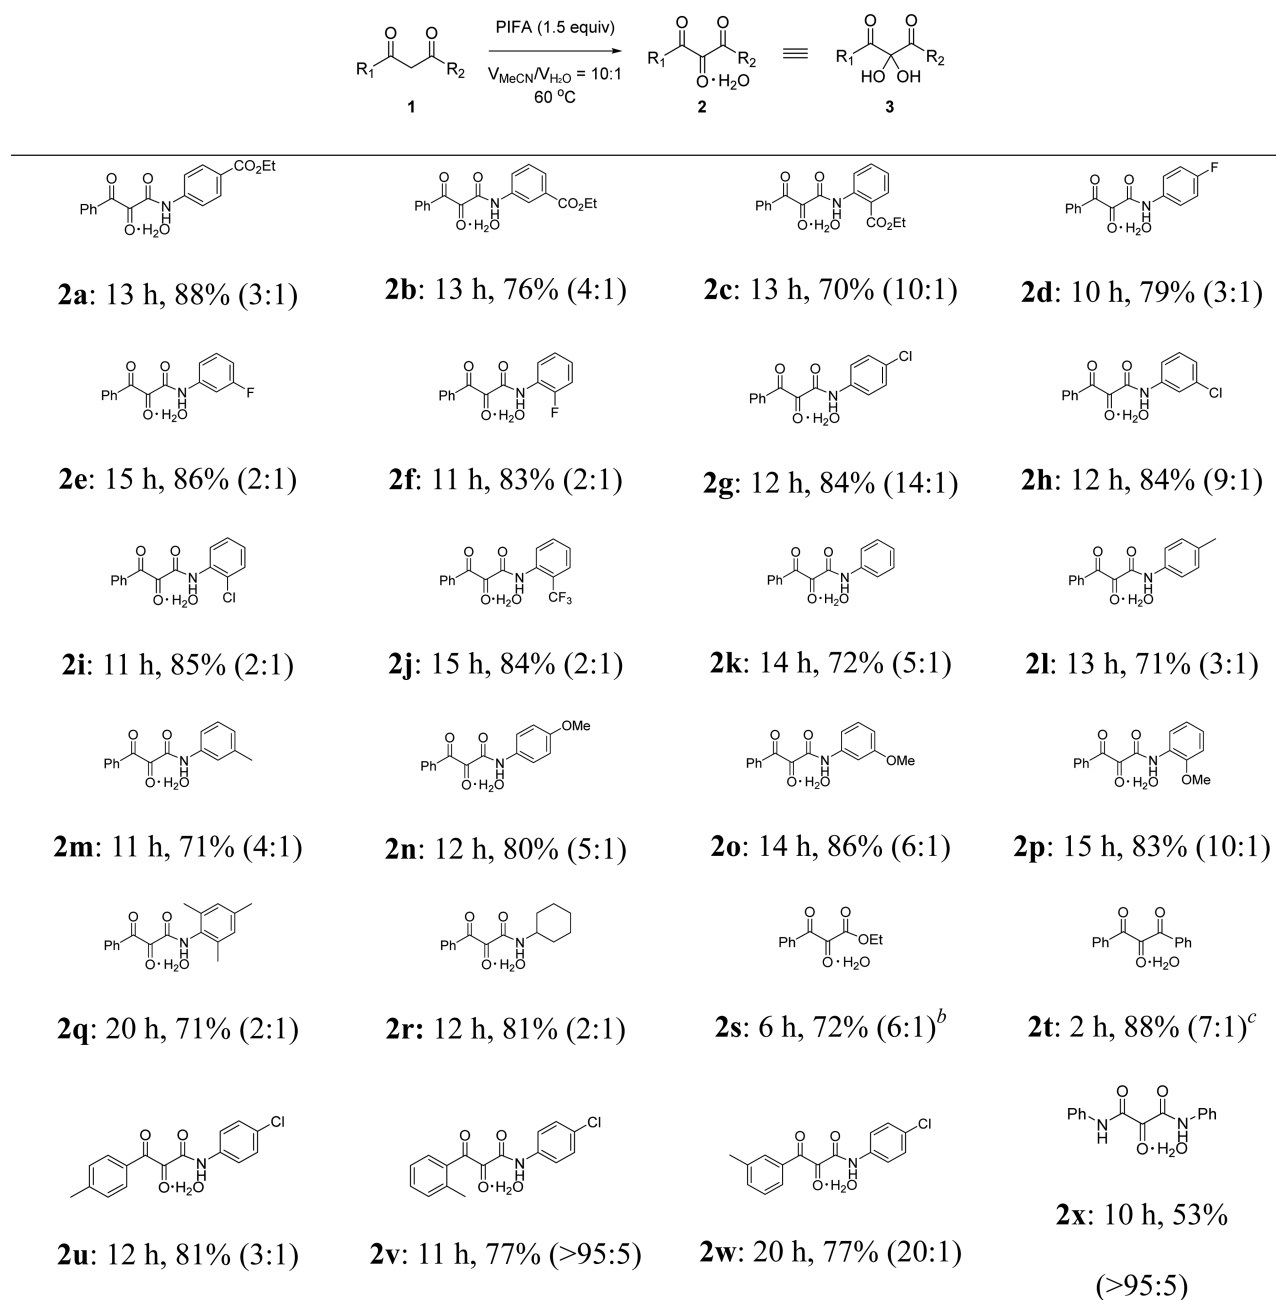 O O PIFA (1.5 equiv) O O O O
R1 R2 VMeCN/VH2O = 10:1 R1 R2 R1 R2
60 °C O·H2O HO OH
1 2 3
O O N H Ph O·H2O CO2Et
O O N H Ph O·H2O CO2Et
O O N H Ph O·H2O CO2Et
O O N H Ph O·H2O F
2a: 13 h, 88% (3:1)
2b: 13 h, 76% (4:1)
2c: 13 h, 70% (10:1)
2d: 10 h, 79% (3:1)
O O N H Ph O·H2O F
O O N H Ph O·H2O F
O O N H Ph O·H2O Cl
O O N H Ph O·H2O Cl
2e: 15 h, 86% (2:1)
2f: 11 h, 83% (2:1)
2g: 12 h, 84% (14:1)
2h: 12 h, 84% (9:1)
O O N H Ph O·H2O Cl
O O N H Ph O·H2O CF3
O O N H Ph O·H2O
O O N H Ph O·H2O
2i: 11 h, 85% (2:1)
2j: 15 h, 84% (2:1)
2k: 14 h, 72% (5:1)
2l: 13 h, 71% (3:1)
O O N H Ph O·H2O
O O N H Ph O·H2O OMe
O O N H Ph O·H2O OMe
O O N H Ph O·H2O OMe
2m: 11 h, 71% (4:1)
2n: 12 h, 80% (5:1)
2o: 14 h, 86% (6:1)
2p: 15 h, 83% (10:1)
O O N H Ph O·H2O
O O N H Ph O·H2O
O O Ph OEt O·H2O
O O Ph Ph O·H2O
2q: 20 h, 71% (2:1)
2r: 12 h, 81% (2:1)
2s: 6 h, 72% (6:1)b
2t: 2 h, 88% (7:1)c
O O N H O·H2O Cl
O O N H O·H2O Cl
O O N H O·H2O Cl
Ph N H O O N H Ph O·H2O
2u: 12 h, 81% (3:1)
2v: 11 h, 77% (>95:5)
2w: 20 h, 77% (20:1)
2x: 10 h, 53%
(>95:5)